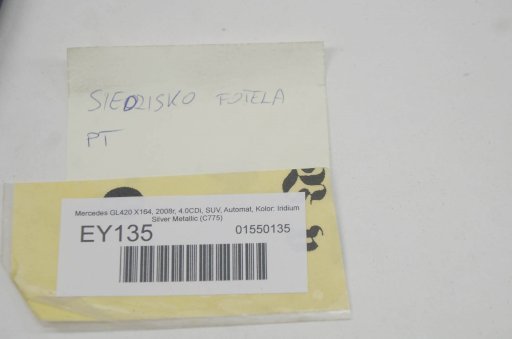 SIEDZISKO FOTELA
PT
Mercedes GL420 X164, 2008r, 4.0CDi, SUV, Automat, Kolor: Iridium
Silver Metallic (C775)
EY135
01550135